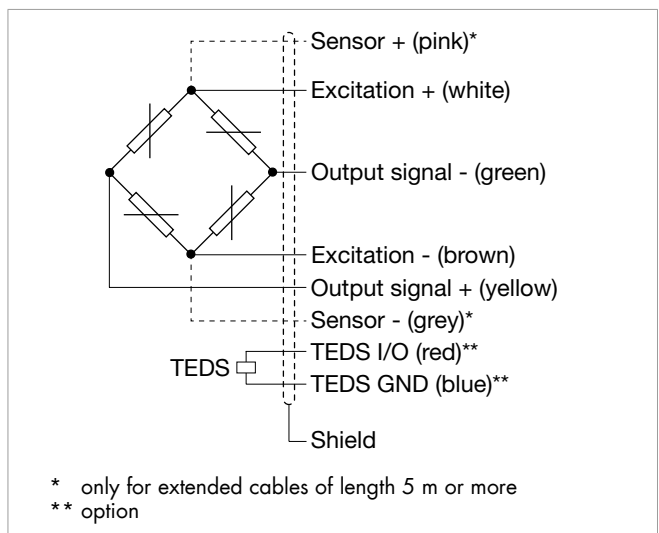 Sensor + (pink)*
Excitation + (white)
Output signal - (green)
Excitation - (brown)
Output signal + (yellow)
Sensor - (grey)*
TEDS I/O (red)**
TEDS
TEDS GND (blue)**
Shield
* only for extended cables of length 5 m or more
** option